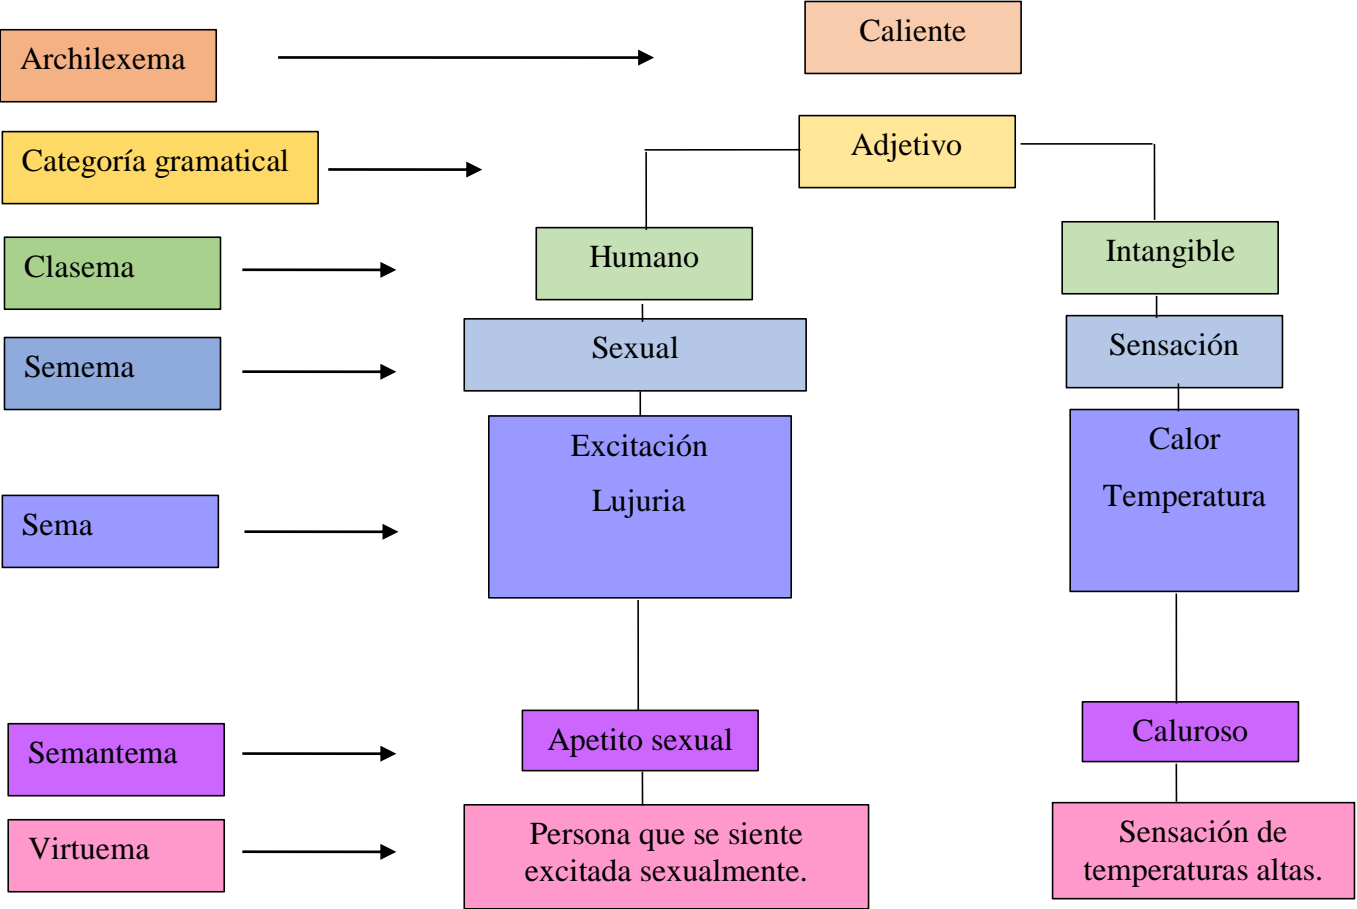 Archilexema
Caliente
Categoría gramatical
Adjetivo
Clasema
Humano
Intangible
Semema
Sexual
Sensación
Sema
Excitación
Lujuria
Calor
Temperatura
Semantema
Apetito sexual
Caluroso
Virtuema
Persona que se siente
excitada sexualmente.
Sensación de
temperaturas altas.